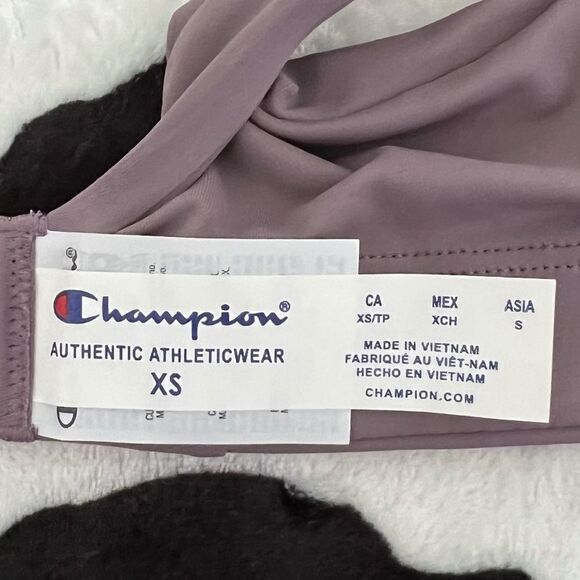 Champion®
AUTHENTIC ATHLETICWEAR
XS
CA MEX ASIA
XS/TP XCH S
MADE IN VIETNAM
FABRIQUÉ AU VIÊT-NAM
HECHO EN VIETNAM
CHAMPION.COM